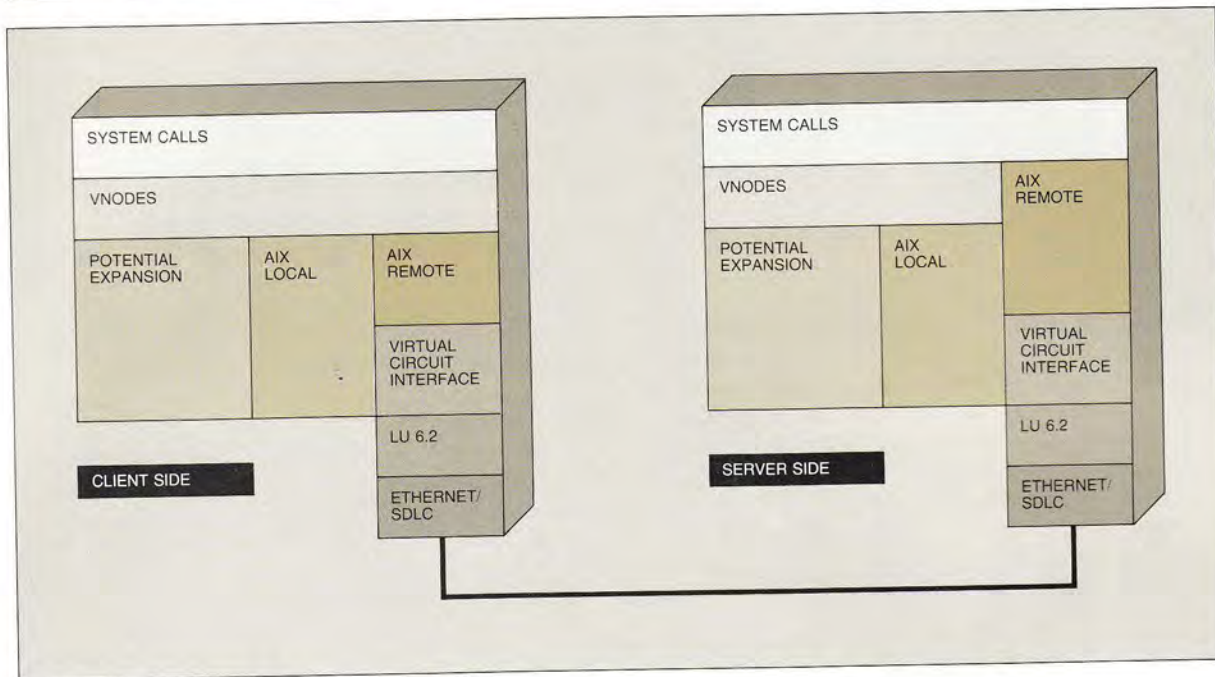 SYSTEM CALLS
VNODES
POTENTIAL
EXPANSION
AIX
LOCAL
AIX
REMOTE
VIRTUAL
CIRCUIT
INTERFACE
LU 6.2
ETHERNET/
SDLC
CLIENT SIDE
SYSTEM CALLS
VNODES
AIX
REMOTE
POTENTIAL
EXPANSION
AIX
LOCAL
VIRTUAL
CIRCUIT
INTERFACE
LU 6.2
ETHERNET/
SDLC
SERVER SIDE